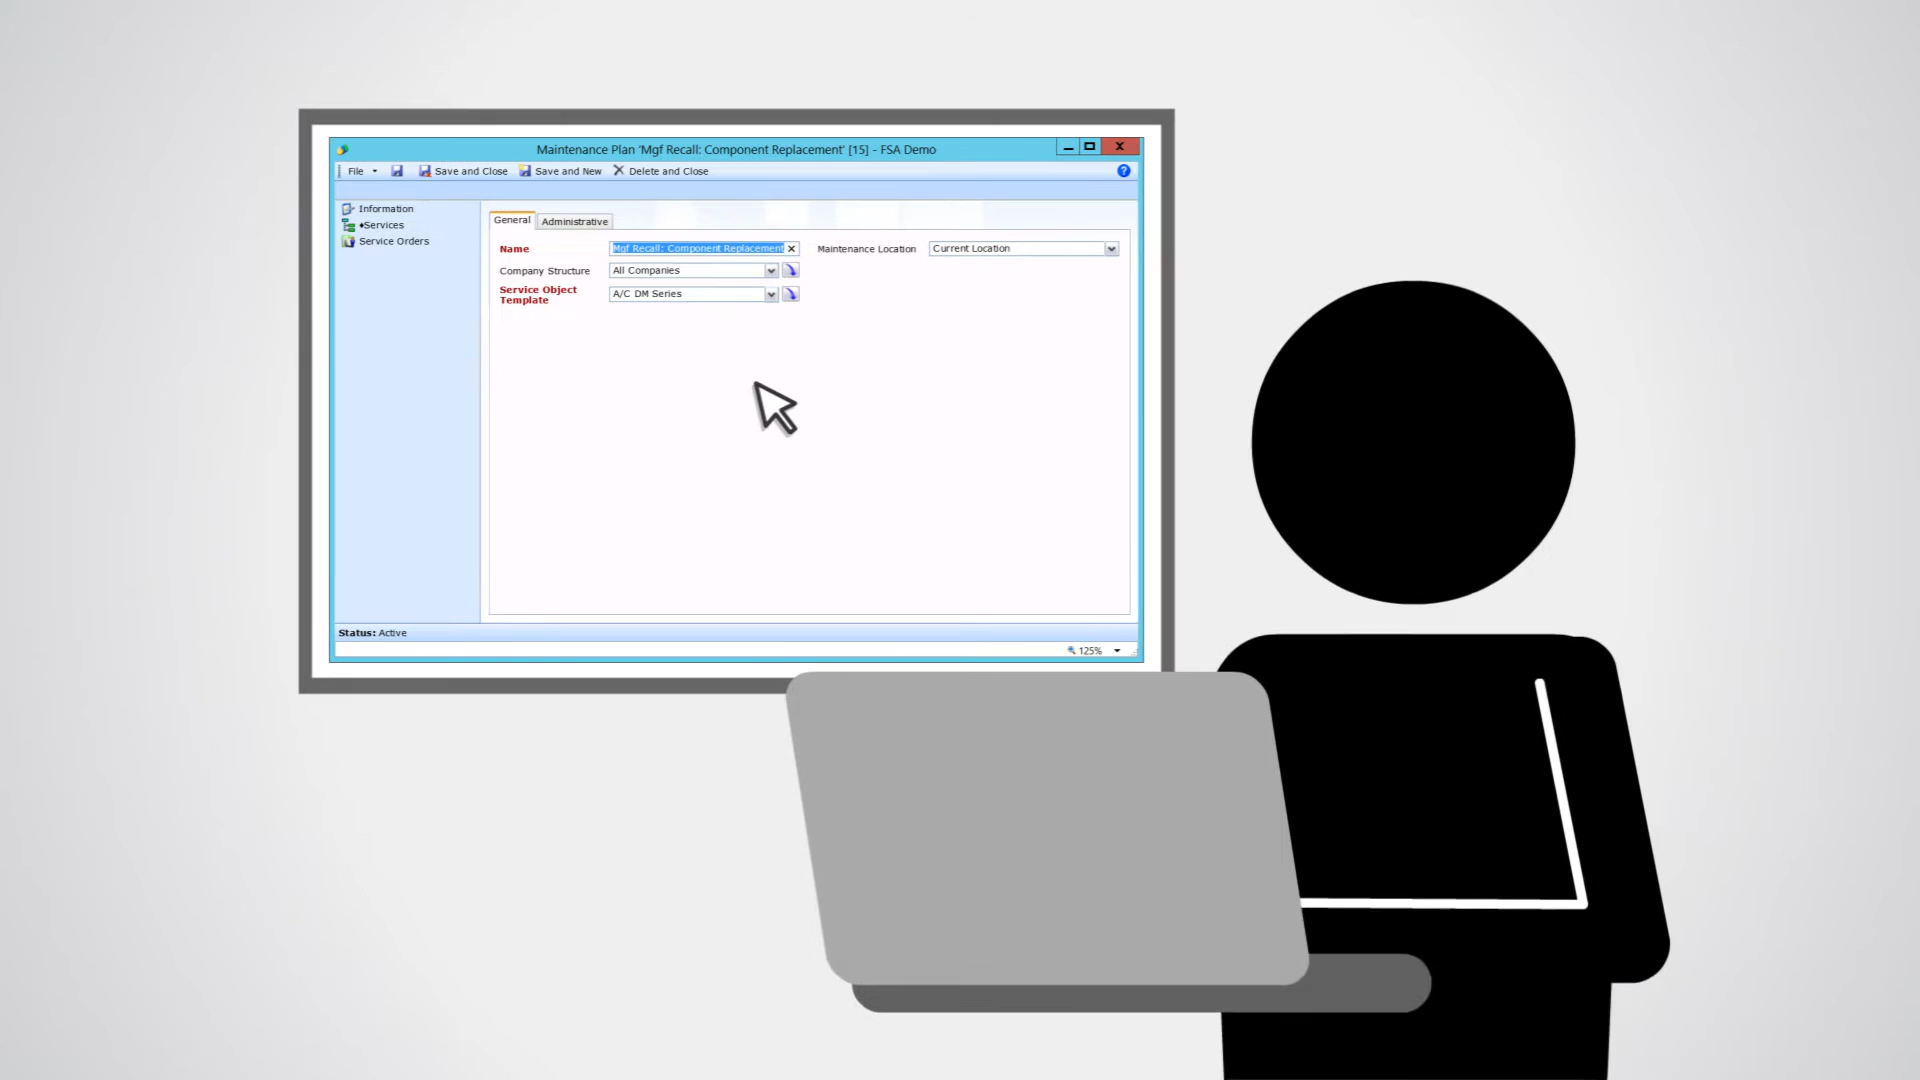 Maintenance Plan 'Mgf Recall: Component Replacement' [15] - FSA Demo
X
File Save and Close Save and New Delete and Close ?
Information
♦Services
Service Orders
General Administrative
Name Mgf Recall: Component Replacement × Maintenance Location Current Location
Company Structure All Companies
Service Object
Template A/C DM Series
Status: Active
125%